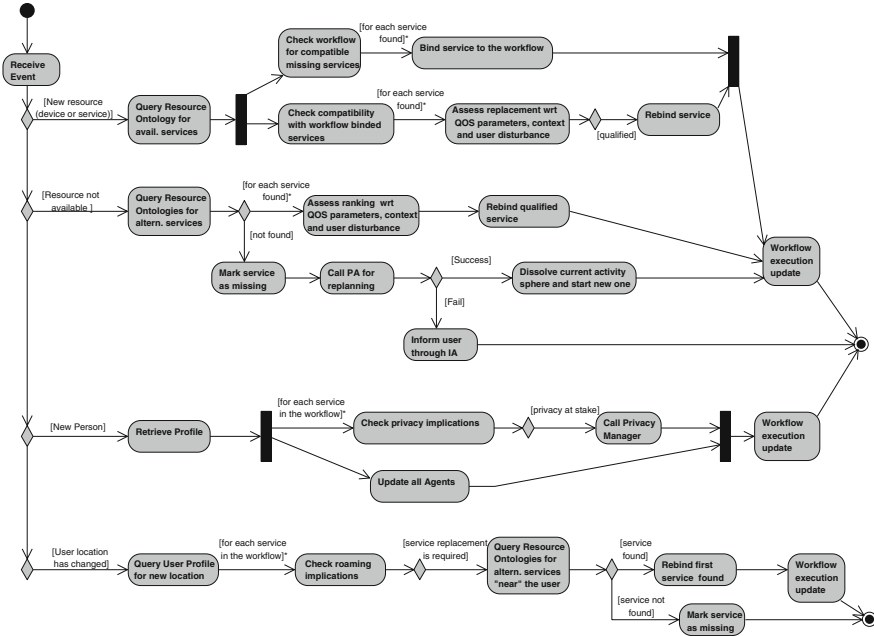 Receive
Event
[New resource
(device or service)]
Query Resource
Ontology for
avail. services
Check workflow
for compatible
missing services
[for each service
found]*
Bind service to the workflow
Check compatibility
with workflow binded
services
[for each service
found]*
Assess replacement wrt
QOS parameters, context
and user disturbance
[qualified]
Rebind service
[Resource not
available ]
Query Resource
Ontologies for
altern. services
[for each service
found]*
[not found]
Assess ranking wrt
QOS parameters, context
and user disturbance
Rebind qualified
service
Workflow
execution
update
Mark service
as missing
Call PA for
replanning
[Success]
[Fail]
Dissolve current activity
sphere and start new one
Inform user
through IA
[New Person]
Retrieve Profile
[for each service
in the workflow]*
Check privacy implications
[privacy at stake]
Call Privacy
Manager
Workflow
execution
update
Update all Agents
[User location
has changed]
Query User Profile
for new location
[for each service
in the workflow]*
Check roaming
implications
[service replacement
is required]
Query Resource
Ontologies for
altern. services
"near" the user
[service
found]
Rebind first
service found
Workflow
execution
update
[service not
found]
Mark service
as missing